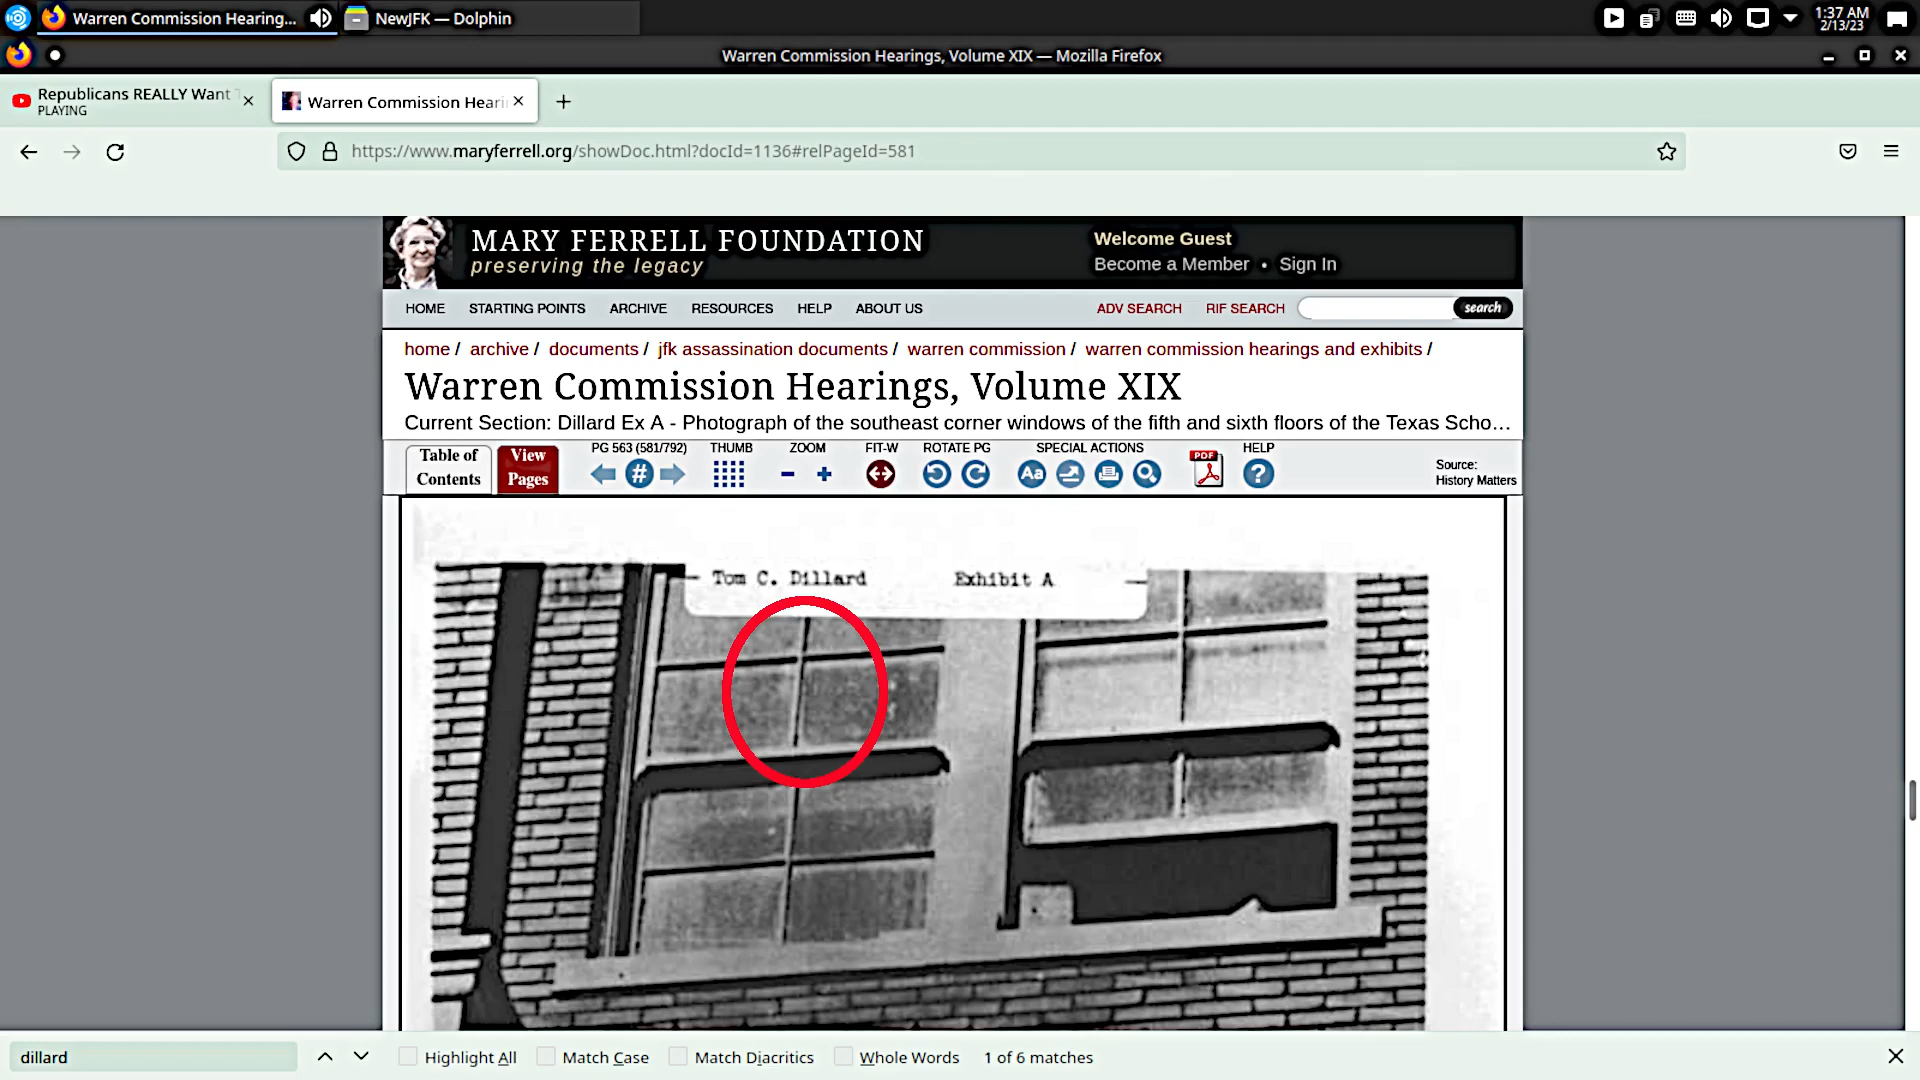 Warren Commission Hearing...
NewJFK — Dolphin
1:37 AM
2/13/23
Warren Commission Hearings, Volume XIX — Mozilla Firefox
Republicans REALLY Want
PLAYING
Warren Commission Heari
https://www.maryferrell.org/showDoc.html?docId=1136#relPageId=581
MARY FERRELL FOUNDATION
preserving the legacy
Welcome Guest
Become a Member • Sign In
HOME STARTING POINTS ARCHIVE RESOURCES HELP ABOUT US ADV SEARCH RIF SEARCH search
home / archive / documents / jfk assassination documents / warren commission / warren commission hearings and exhibits /
Warren Commission Hearings, Volume XIX
Current Section: Dillard Ex A - Photograph of the southeast corner windows of the fifth and sixth floors of the Texas Scho...
Table of Contents
View Pages
PG 563 (581/792) THUMB ZOOM FIT-W ROTATE PG SPECIAL ACTIONS HELP
# Aa PDF ?
Source:
History Matters
Tom C. Dillard Exhibit A
dillard Highlight All Match Case Match Diacritics Whole Words 1 of 6 matches